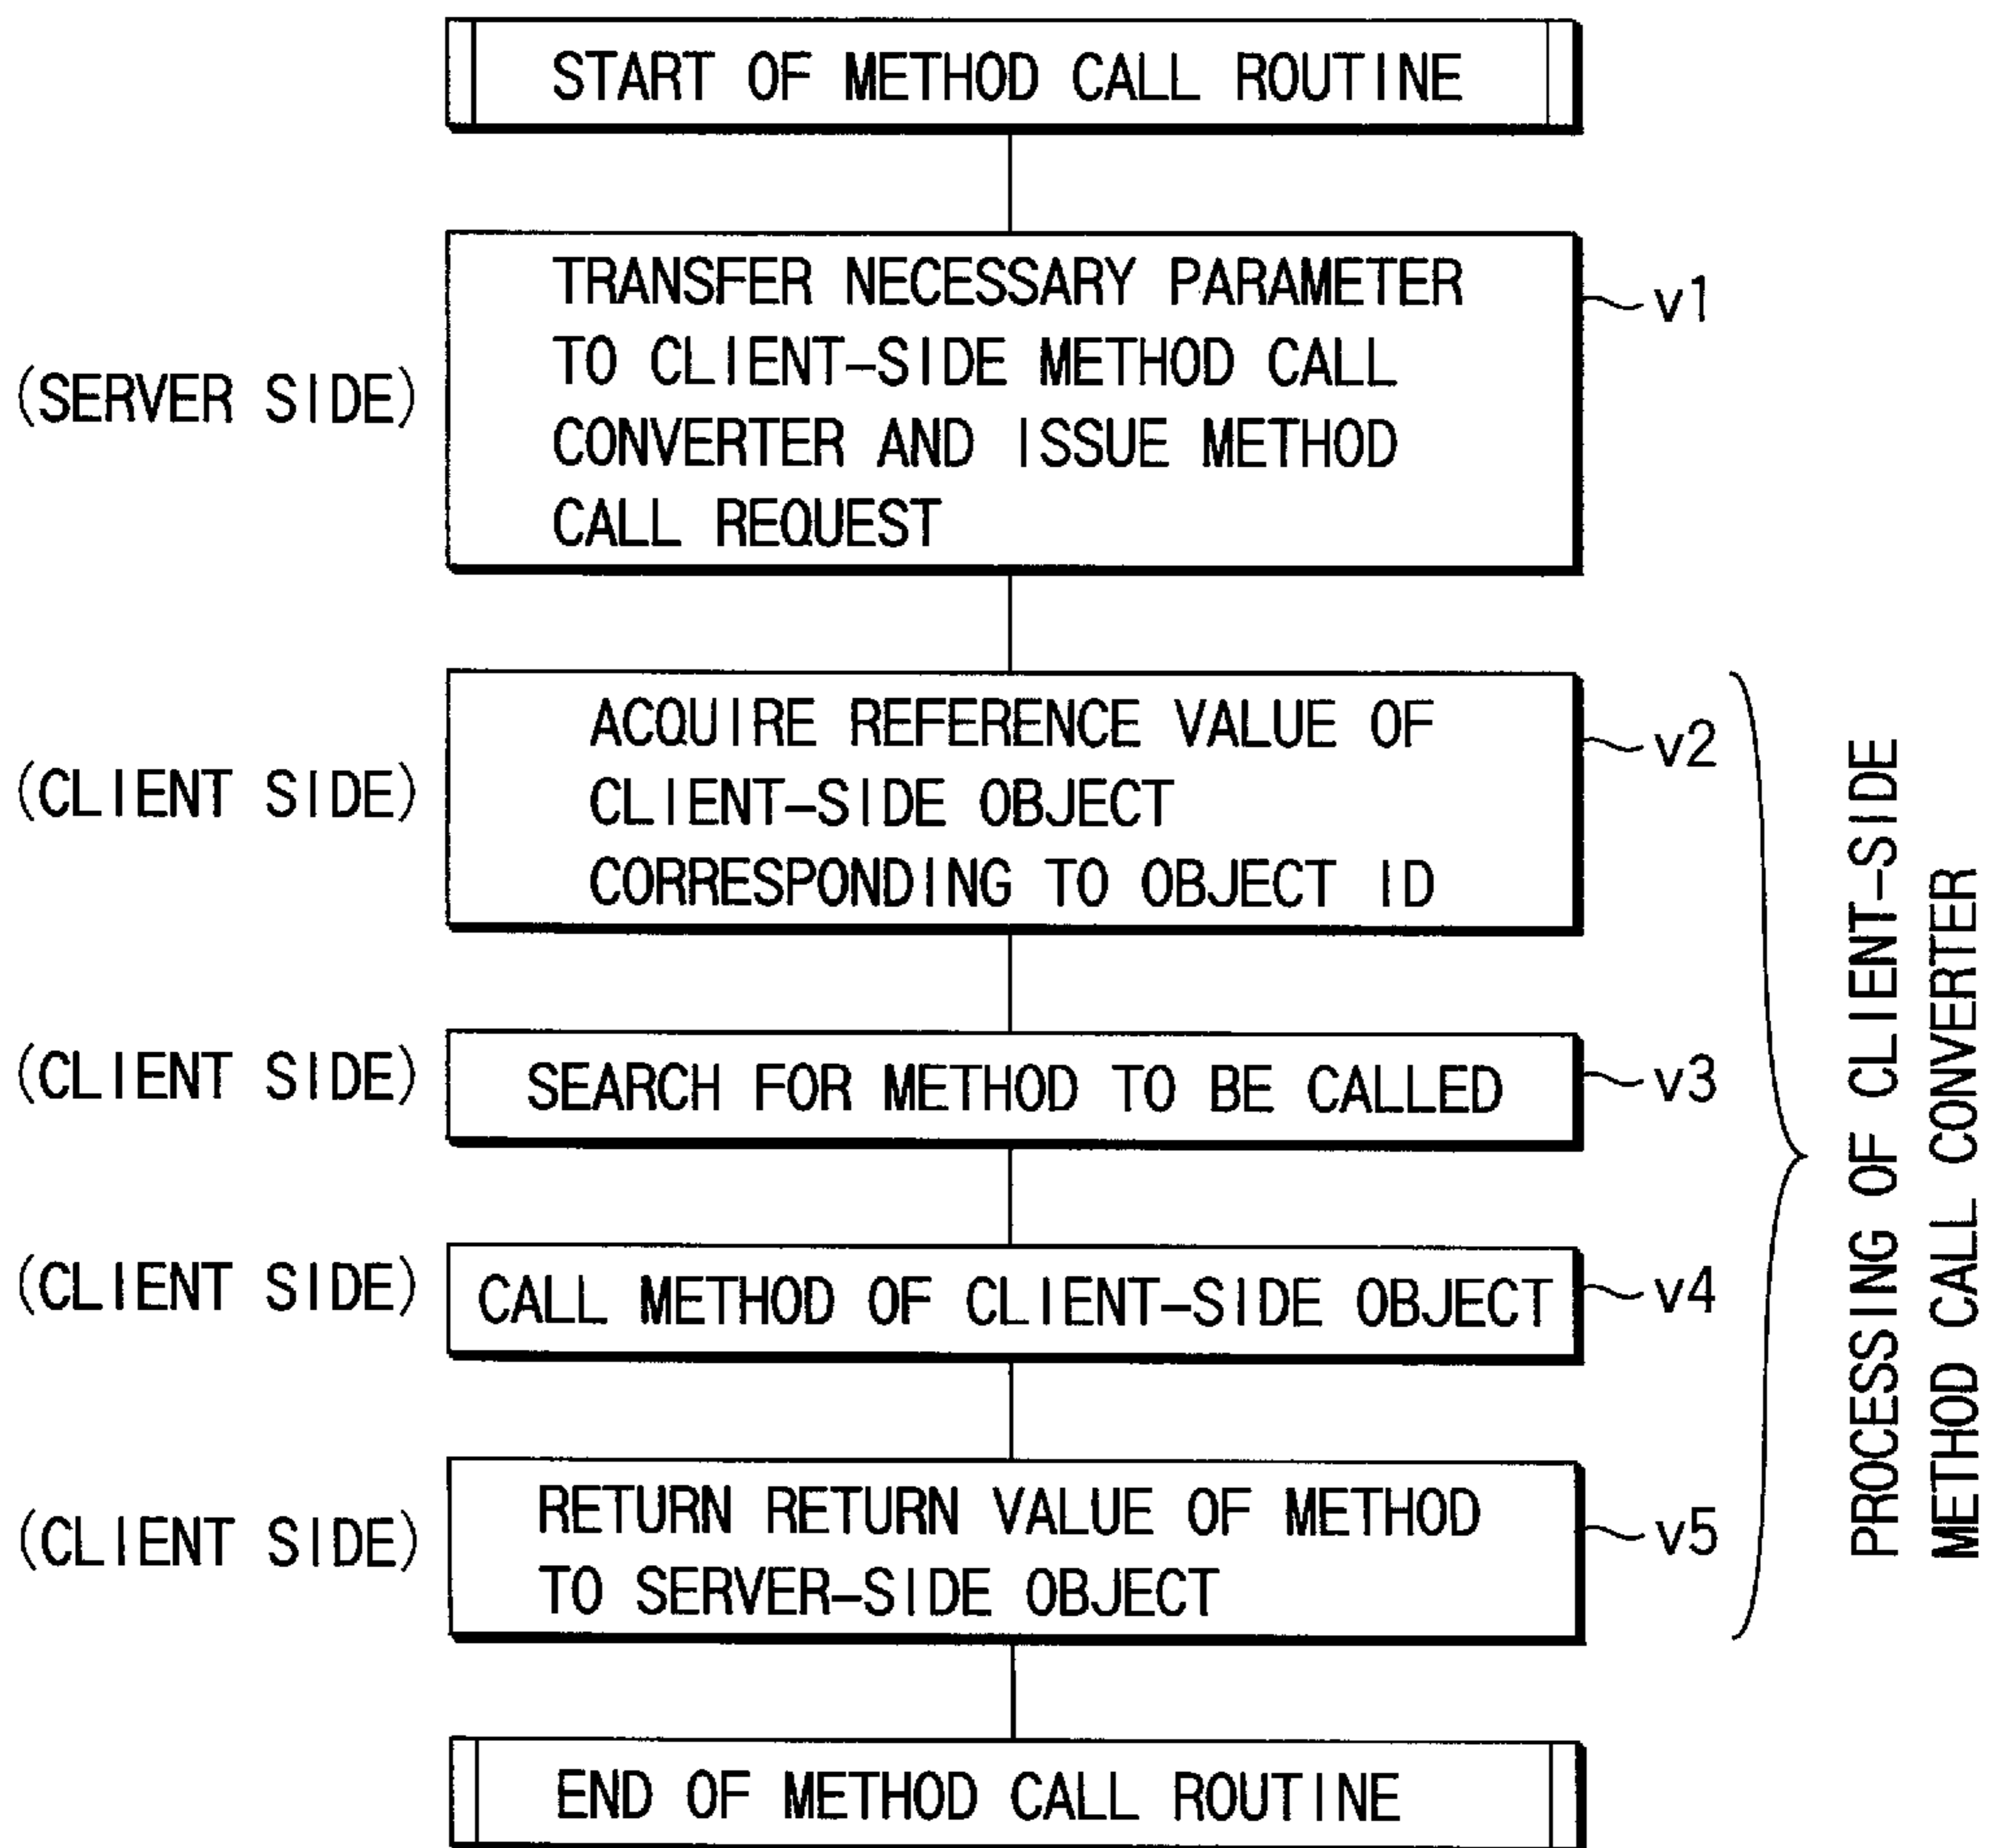 START OF METHOD CALL ROUTINE
(SERVER SIDE)
TRANSFER NECESSARY PARAMETER
TO CLIENT-SIDE METHOD CALL
CONVERTER AND ISSUE METHOD
CALL REQUEST
v1
(CLIENT SIDE)
ACQUIRE REFERENCE VALUE OF
CLIENT-SIDE OBJECT
CORRESPONDING TO OBJECT ID
v2
(CLIENT SIDE)
SEARCH FOR METHOD TO BE CALLED
v3
(CLIENT SIDE)
CALL METHOD OF CLIENT-SIDE OBJECT
v4
(CLIENT SIDE)
RETURN RETURN VALUE OF METHOD
TO SERVER-SIDE OBJECT
v5
PROCESSING OF CLIENT-SIDE
METHOD CALL CONVERTER
END OF METHOD CALL ROUTINE